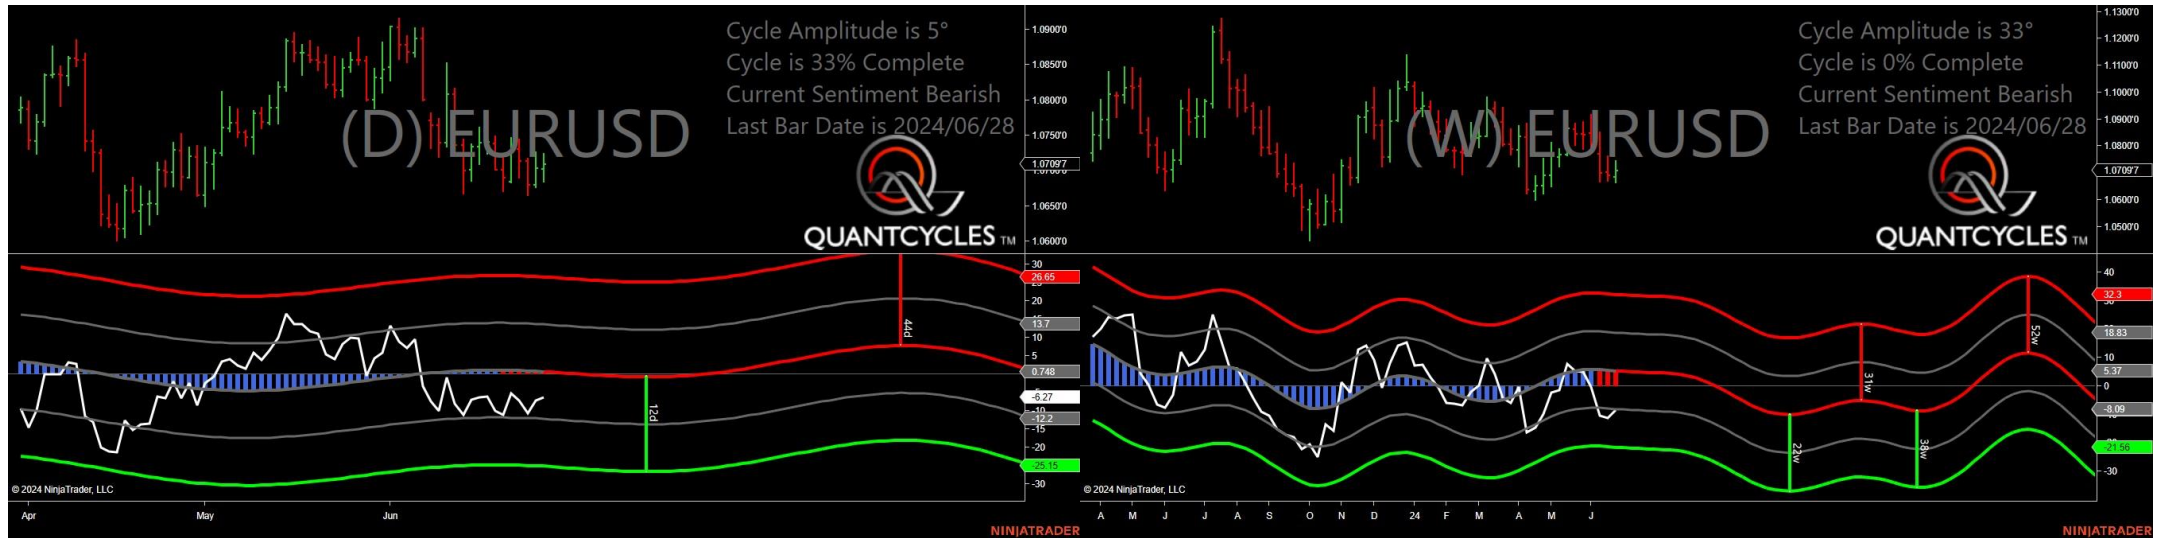 Cycle Amplitude is 5°
Cycle is 33% Complete
Current Sentiment Bearish
Last Bar Date is 2024/06/28
(D) EURUSD
QUANTCYCLES TM
1.0900'0
1.0850'0
1.0800'0
1.0750'0
1.0709'7
1.0650'0
1.0600'0
30
26.65
20
13.7
10
5
0.748
-6.27
-12.2
-15
-20
-25.15
-30
44d
12d
© 2024 NinjaTrader, LLC
Apr May Jun
NINJATRADER
Cycle Amplitude is 33°
Cycle is 0% Complete
Current Sentiment Bearish
Last Bar Date is 2024/06/28
(W) EURUSD
QUANTCYCLES TM
1.1300'0
1.1200'0
1.1100'0
1.1000'0
1.0900'0
1.0800'0
1.0709'7
1.0600'0
1.0500'0
40
32.3
18.83
10
5.37
0
-8.09
-21.56
-30
52w
31w
22w
38w
© 2024 NinjaTrader, LLC
A M J J A S O N D 24 F M A M J
NINJATRADER